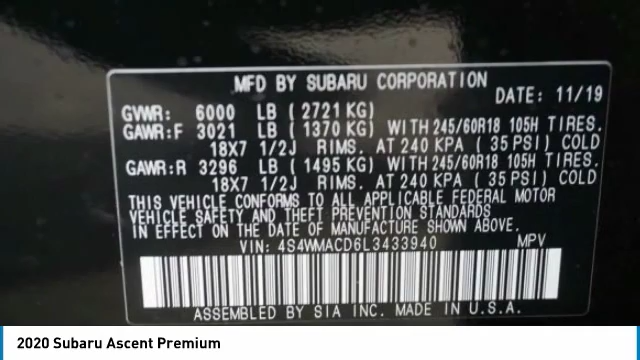 MFD BY SUBARU CORPORATION
DATE: 11/19
GVWR: 6000 LB ( 2721 KG)
GAWR:F 3021 LB ( 1370 KG) WITH 245/60R18 105H TIRES.
18X7 1/2J RIMS. AT 240 KPA ( 35 PSI) COLD
GAWR:R 3296 LB ( 1495 KG) WITH 245/60R18 105H TIRES.
18X7 1/2J RIMS. AT 240 KPA ( 35 PSI) COLD
THIS VEHICLE CONFORMS TO ALL APPLICABLE FEDERAL MOTOR
VEHICLE SAFETY AND THEFT PREVENTION STANDARDS
IN EFFECT ON THE DATE OF MANUFACTURE SHOWN ABOVE.
VIN: 4S4WMACD6L3433940 MPV
ASSEMBLED BY SIA INC. MADE IN U.S.A.
2020 Subaru Ascent Premium